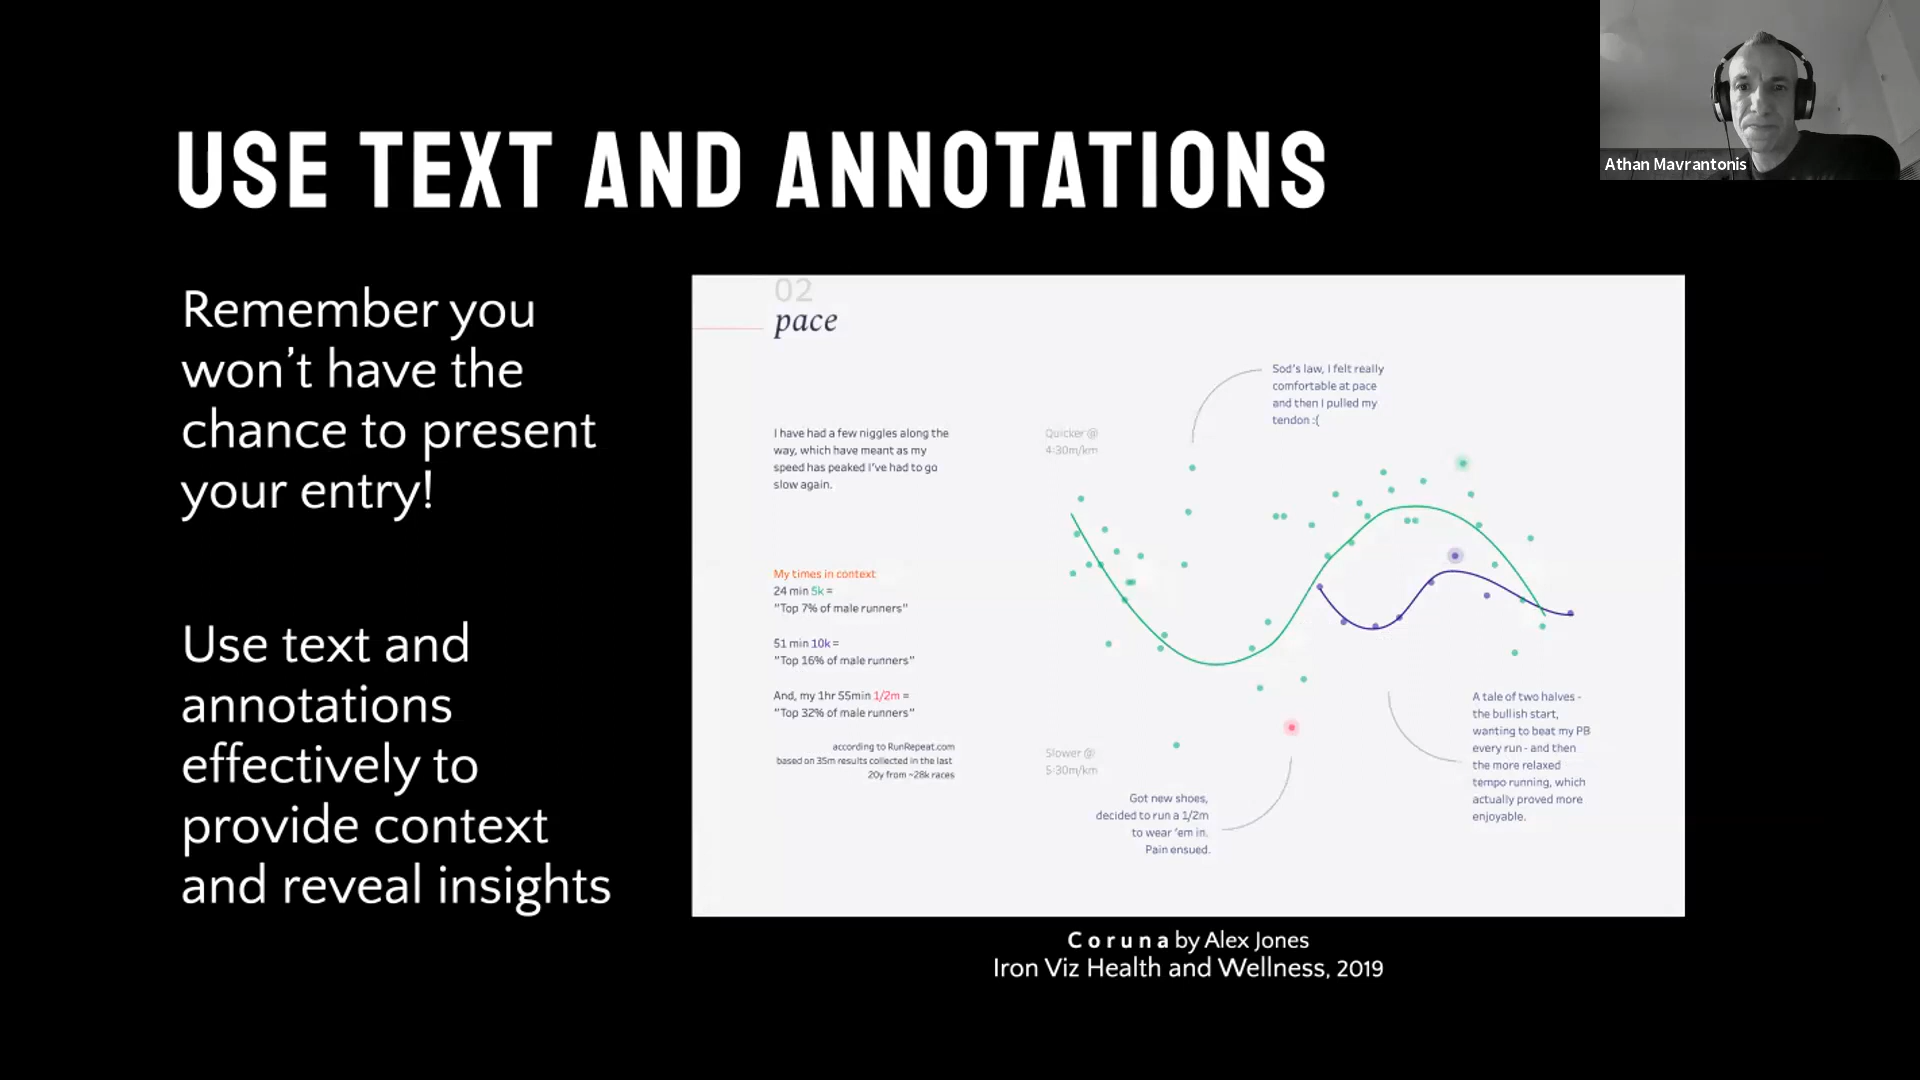 USE TEXT AND ANNOTATIONS
Athan Mavrantonis
Remember you
won't have the
chance to present
your entry!
Use text and
annotations
effectively to
provide context
and reveal insights
02
pace
I have had a few niggles along the
way, which have meant as my
speed has peaked I've had to go
slow again.
My times in context
24 min 5k =
"Top 7% of male runners"
51 min 10k =
"Top 16% of male runners"
And, my 1hr 55min 1/2m =
"Top 32% of male runners"
according to RunRepeat.com
based on 35m results collected in the last
20y from ~28k races
Quicker @
4:30m/km
Sod's law, I felt really
comfortable at pace
and then I pulled my
tendon :(
Slower @
5:30m/km
Got new shoes,
decided to run a 1/2m
to wear 'em in.
Pain ensued.
A tale of two halves -
the bullish start,
wanting to beat my PB
every run - and then
the more relaxed
tempo running, which
actually proved more
enjoyable.
Coruna by Alex Jones
Iron Viz Health and Wellness, 2019